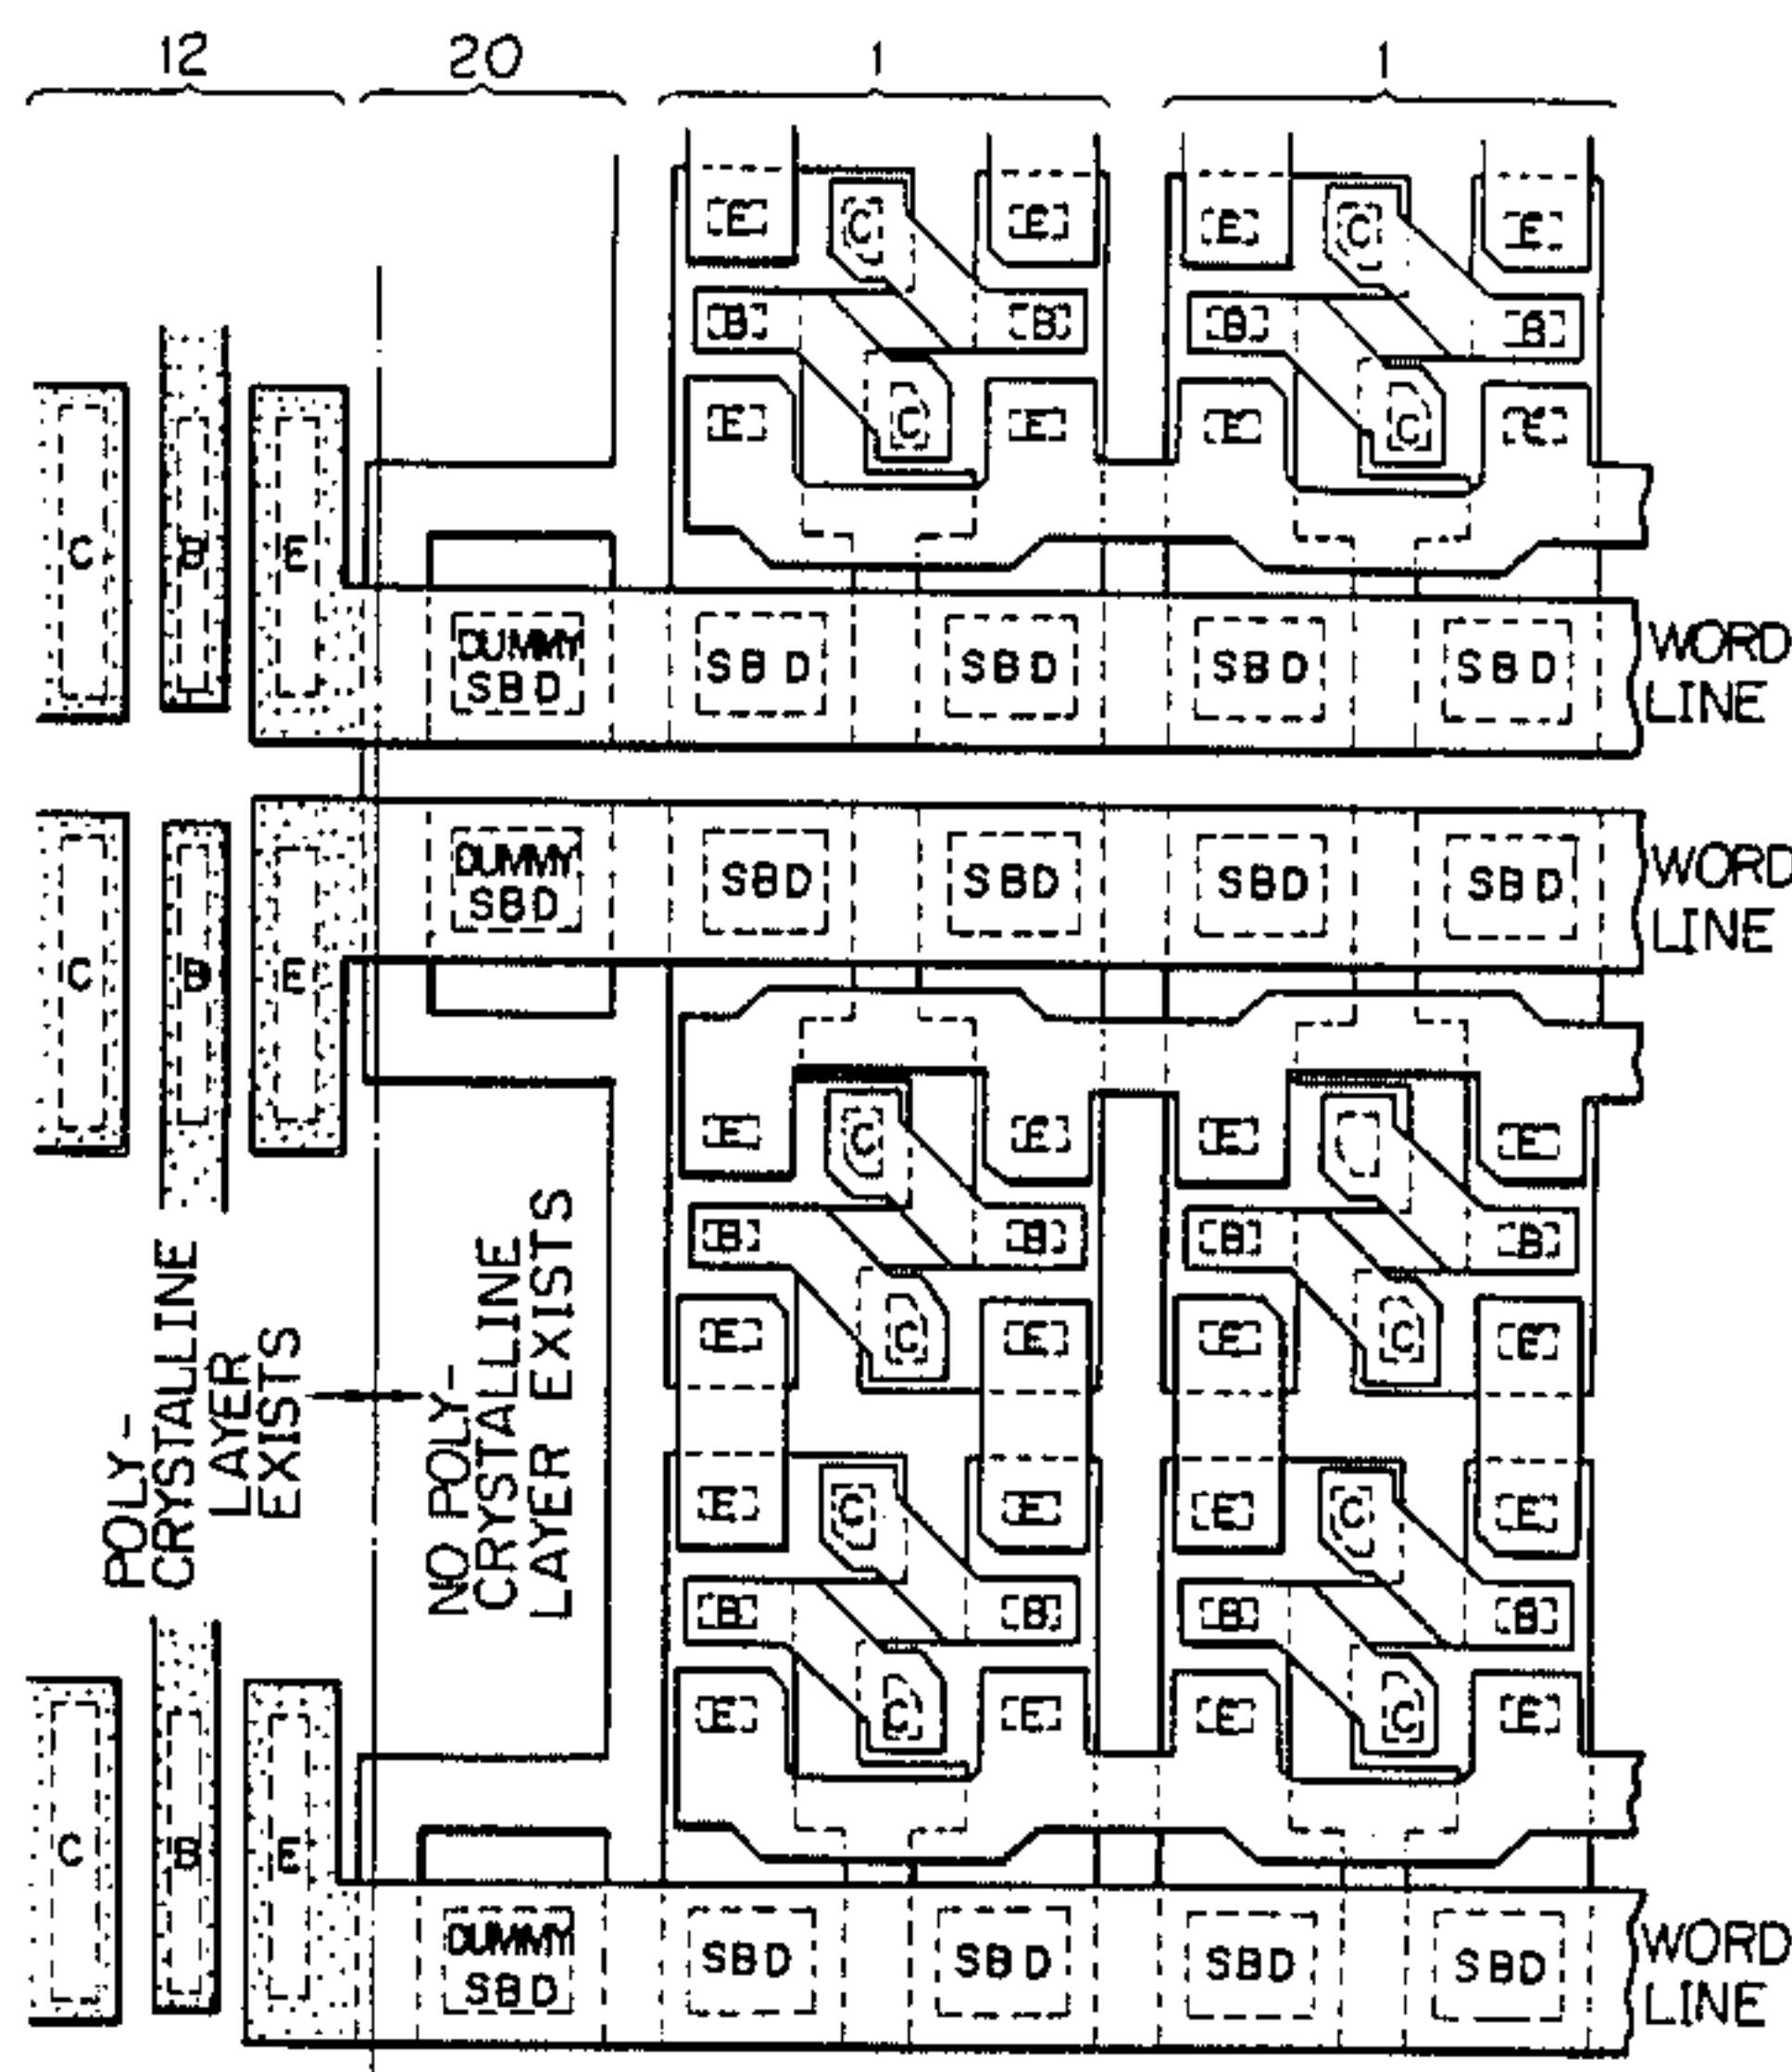 12 20 1 1
E C E E C E
B B B B
E C E E C E
C B E
DUMMY
SBD
SBD SBD SBD SBD
WORD
LINE
DUMMY
SBD
SBD SBD SBD SBD
WORD
LINE
C B E
E C E E E
B B B B
E C E E C E
POLY-
CRYSTALLINE
LAYER
EXISTS
NO POLY-
CRYSTALLINE
LAYER EXISTS
E C E E C E
B B B B
E C E E C E
C B E
DUMMY
SBD
SBD SBD SBD SBD
WORD
LINE